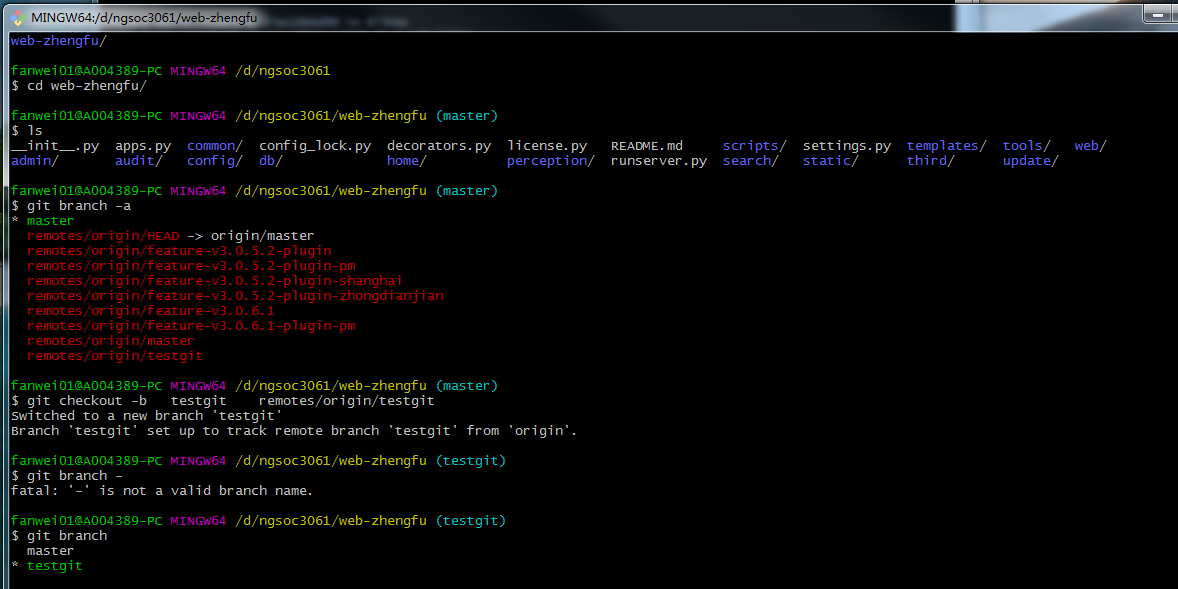 MINGW64:/d/ngsoc3061/web-zhengfu
web-zhengfu/
fanwei01@A004389-PC MINGW64 /d/ngsoc3061
$ cd web-zhengfu/
fanwei01@A004389-PC MINGW64 /d/ngsoc3061/web-zhengfu (master)
$ ls
__init__.py apps.py common/ config_lock.py decorators.py license.py README.md scripts/ settings.py templates/ tools/ web/
admin/ audit/ config/ db/ home/ perception/ runserver.py search/ static/ third/ update/
fanwei01@A004389-PC MINGW64 /d/ngsoc3061/web-zhengfu (master)
$ git branch -a
* master
remotes/origin/HEAD -> origin/master
remotes/origin/feature-v3.0.5.2-plugin
remotes/origin/feature-v3.0.5.2-plugin-pm
remotes/origin/feature-v3.0.5.2-plugin-shanghai
remotes/origin/feature-v3.0.5.2-plugin-zhongdianjian
remotes/origin/feature-v3.0.6.1
remotes/origin/feature-v3.0.6.1-plugin-pm
remotes/origin/master
remotes/origin/testgit
fanwei01@A004389-PC MINGW64 /d/ngsoc3061/web-zhengfu (master)
$ git checkout -b testgit remotes/origin/testgit
Switched to a new branch 'testgit'
Branch 'testgit' set up to track remote branch 'testgit' from 'origin'.
fanwei01@A004389-PC MINGW64 /d/ngsoc3061/web-zhengfu (testgit)
$ git branch -
fatal: '-' is not a valid branch name.
fanwei01@A004389-PC MINGW64 /d/ngsoc3061/web-zhengfu (testgit)
$ git branch
master
* testgit